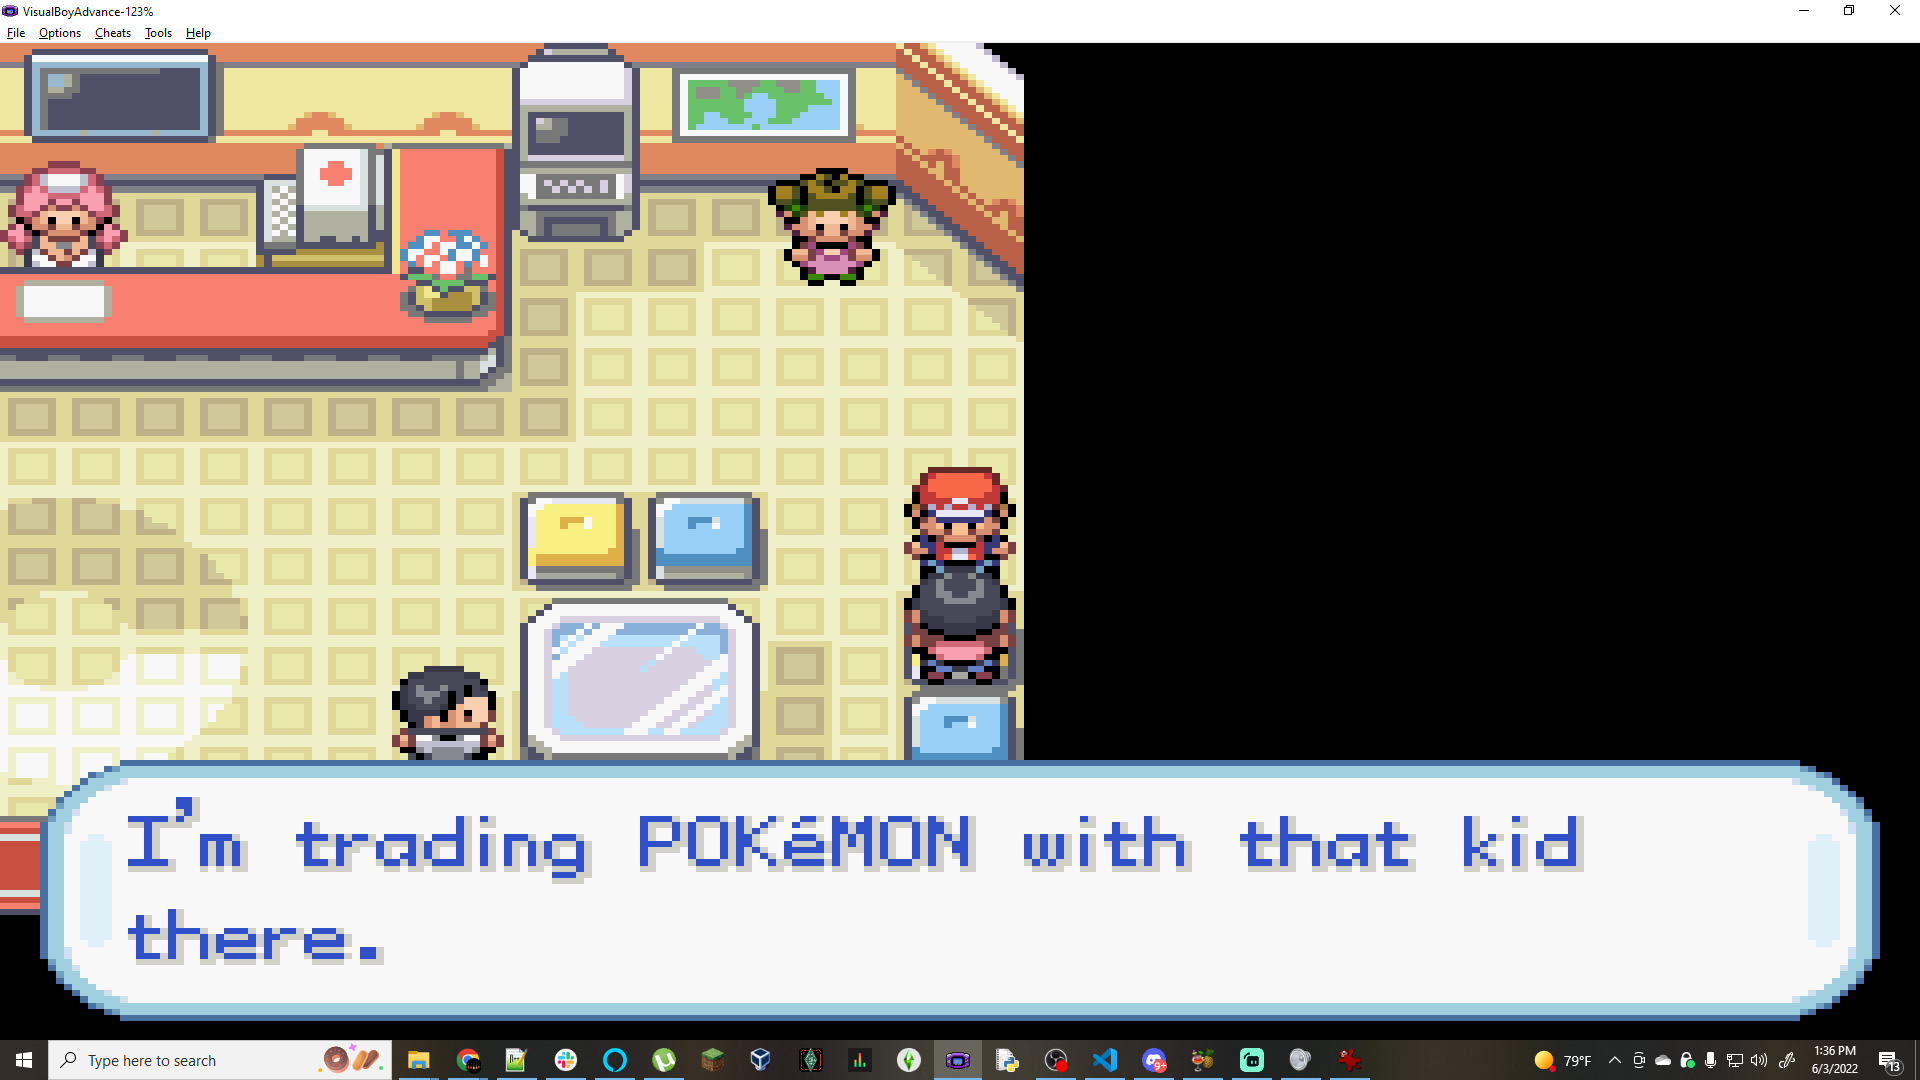 VisualBoyAdvance-123%
File Options Cheats Tools Help
I'm trading POKéMON with that kid
there.
Type here to search
9+
79°F
1:36 PM
6/3/2022
13